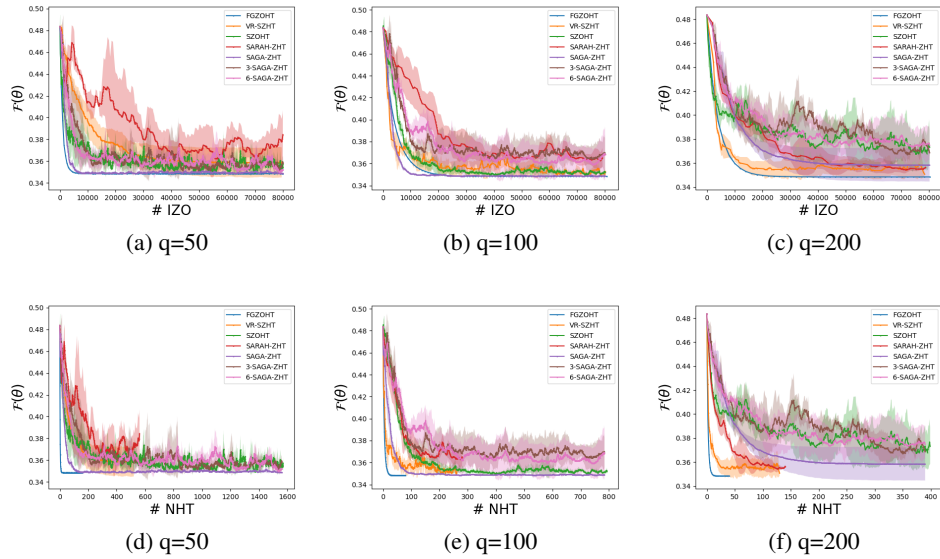 0.50
0.48
0.46
0.44
0.42
0.40
0.38
0.36
0.34
F(θ)
FGZOHT
VR-SZHT
SZOHT
SARAH-ZHT
SAGA-ZHT
3-SAGA-ZHT
6-SAGA-ZHT
0 10000 20000 30000 40000 50000 60000 70000 80000
# IZO
(a) q=50
0.50
0.48
0.46
0.44
0.42
0.40
0.38
0.36
0.34
F(θ)
FGZOHT
VR-SZHT
SZOHT
SARAH-ZHT
SAGA-ZHT
3-SAGA-ZHT
6-SAGA-ZHT
0 10000 20000 30000 40000 50000 60000 70000 80000
# IZO
(b) q=100
0.48
0.46
0.44
0.42
0.40
0.38
0.36
0.34
F(θ)
FGZOHT
VR-SZHT
SZOHT
SARAH-ZHT
SAGA-ZHT
3-SAGA-ZHT
6-SAGA-ZHT
0 10000 20000 30000 40000 50000 60000 70000 80000
# IZO
(c) q=200
0.50
0.48
0.46
0.44
0.42
0.40
0.38
0.36
0.34
F(θ)
FGZOHT
VR-SZHT
SZOHT
SARAH-ZHT
SAGA-ZHT
3-SAGA-ZHT
6-SAGA-ZHT
0 200 400 600 800 1000 1200 1400 1600
# NHT
(d) q=50
0.50
0.48
0.46
0.44
0.42
0.40
0.38
0.36
0.34
F(θ)
FGZOHT
VR-SZHT
SZOHT
SARAH-ZHT
SAGA-ZHT
3-SAGA-ZHT
6-SAGA-ZHT
0 100 200 300 400 500 600 700 800
# NHT
(e) q=100
0.48
0.46
0.44
0.42
0.40
0.38
0.36
0.34
F(θ)
FGZOHT
VR-SZHT
SZOHT
SARAH-ZHT
SAGA-ZHT
3-SAGA-ZHT
6-SAGA-ZHT
0 50 100 150 200 250 300 350 400
# NHT
(f) q=200